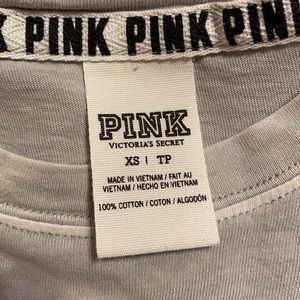 K PINK PINK PIN
PINK
VICTORIA'S SECRET
XS | TP
MADE IN VIETNAM / FAIT AU
VIETNAM / HECHO EN VIETNAM
100% COTTON / COTON / ALGODÓN